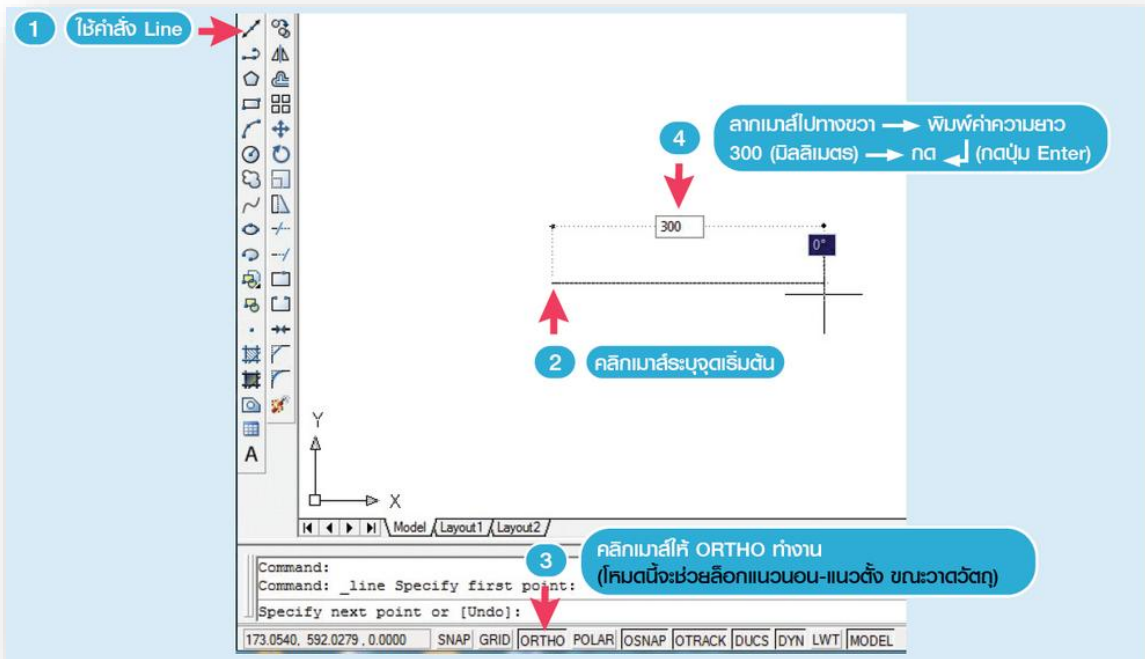 1 ใช้คำสั่ง Line
4 ลากเมาส์ไปทางขวา → พิมพ์ค่าความยาว
300 (มิลลิเมตร) → กด ↵ (กดปุ่ม Enter)
300
0°
2 คลิกเมาส์ระบุจุดเริ่มต้น
A
Y
X
Model Layout1 Layout2
3 คลิกเมาส์ให้ ORTHO ทำงาน
(โหมดนี้จะช่วยล็อกแนวนอน-แนวตั้ง ขณะวาดวัตถุ)
Command:
Command: _line Specify first point:
Specify next point or [Undo]:
173.0540, 592.0279 , 0.0000 SNAP GRID ORTHO POLAR OSNAP OTRACK DUCS DYN LWT MODEL